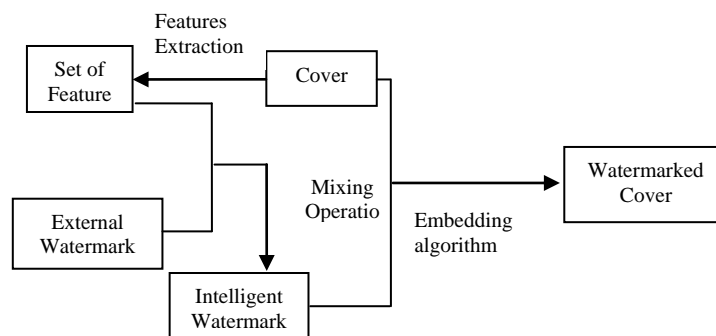 Features
Extraction
Set of
Feature
Cover
Mixing
Operatio
Embedding
algorithm
Watermarked
Cover
External
Watermark
Intelligent
Watermark